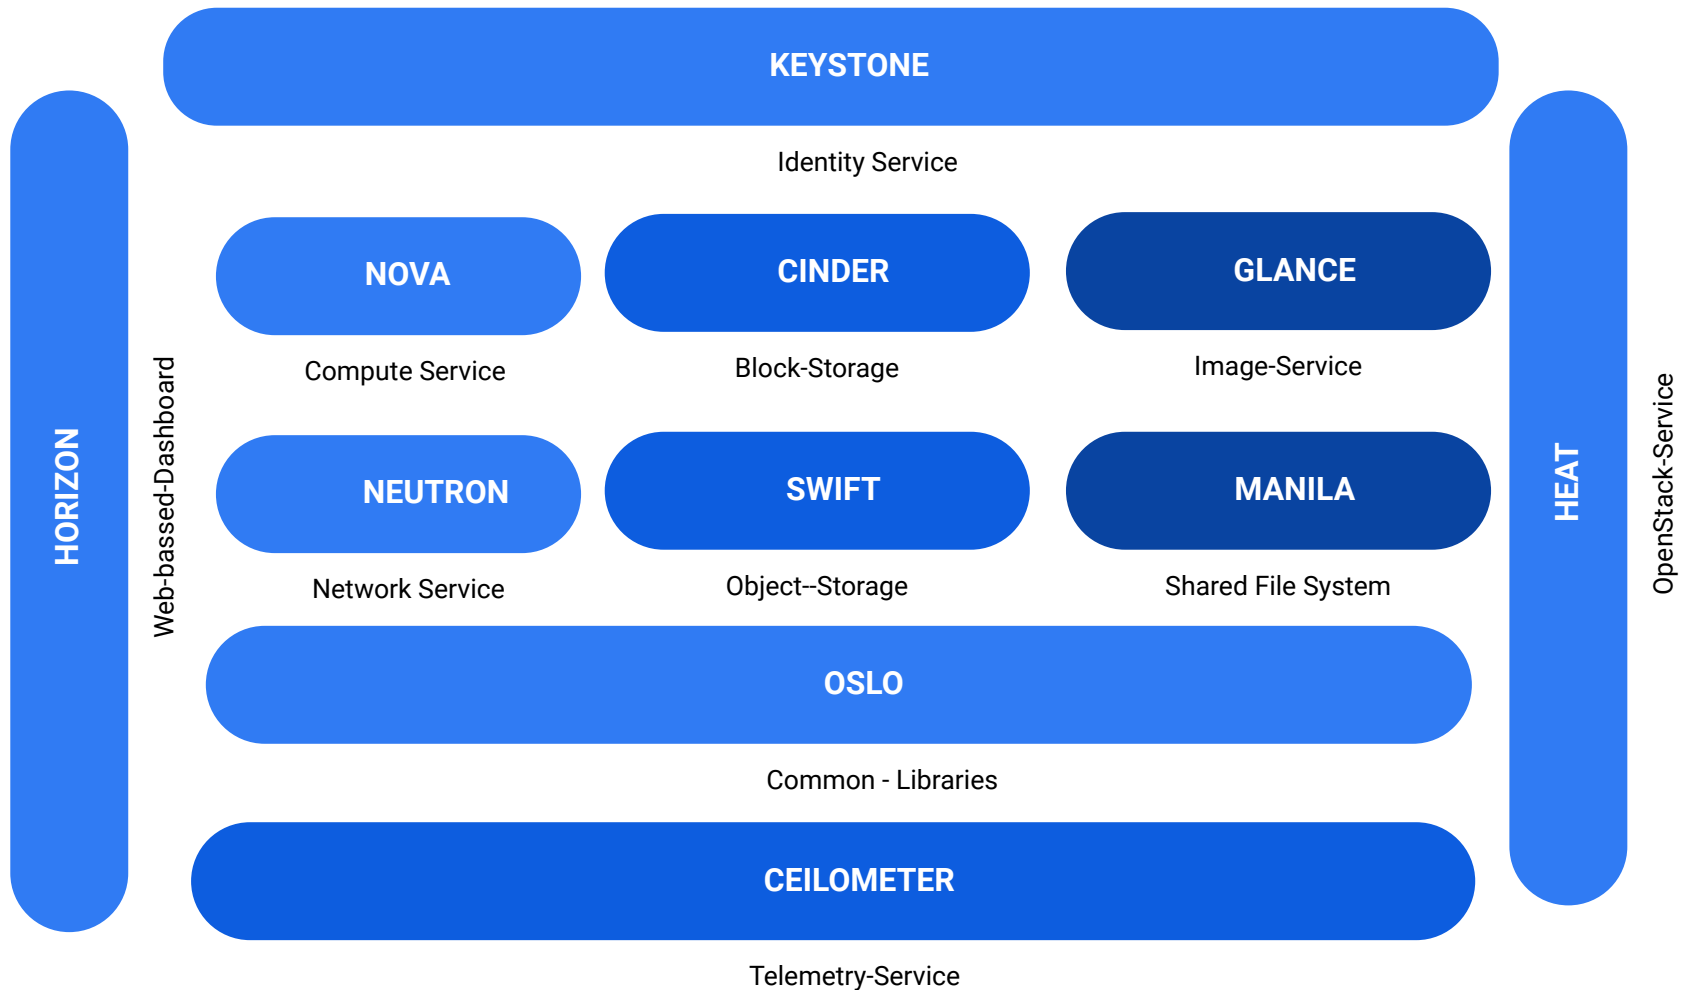 KEYSTONE
Identity Service
HORIZON
Web-bassed-Dashboard
NOVA
Compute Service
CINDER
Block-Storage
GLANCE
Image-Service
NEUTRON
Network Service
SWIFT
Object--Storage
MANILA
Shared File System
HEAT
OpenStack-Service
OSLO
Common - Libraries
CEILOMETER
Telemetry-Service